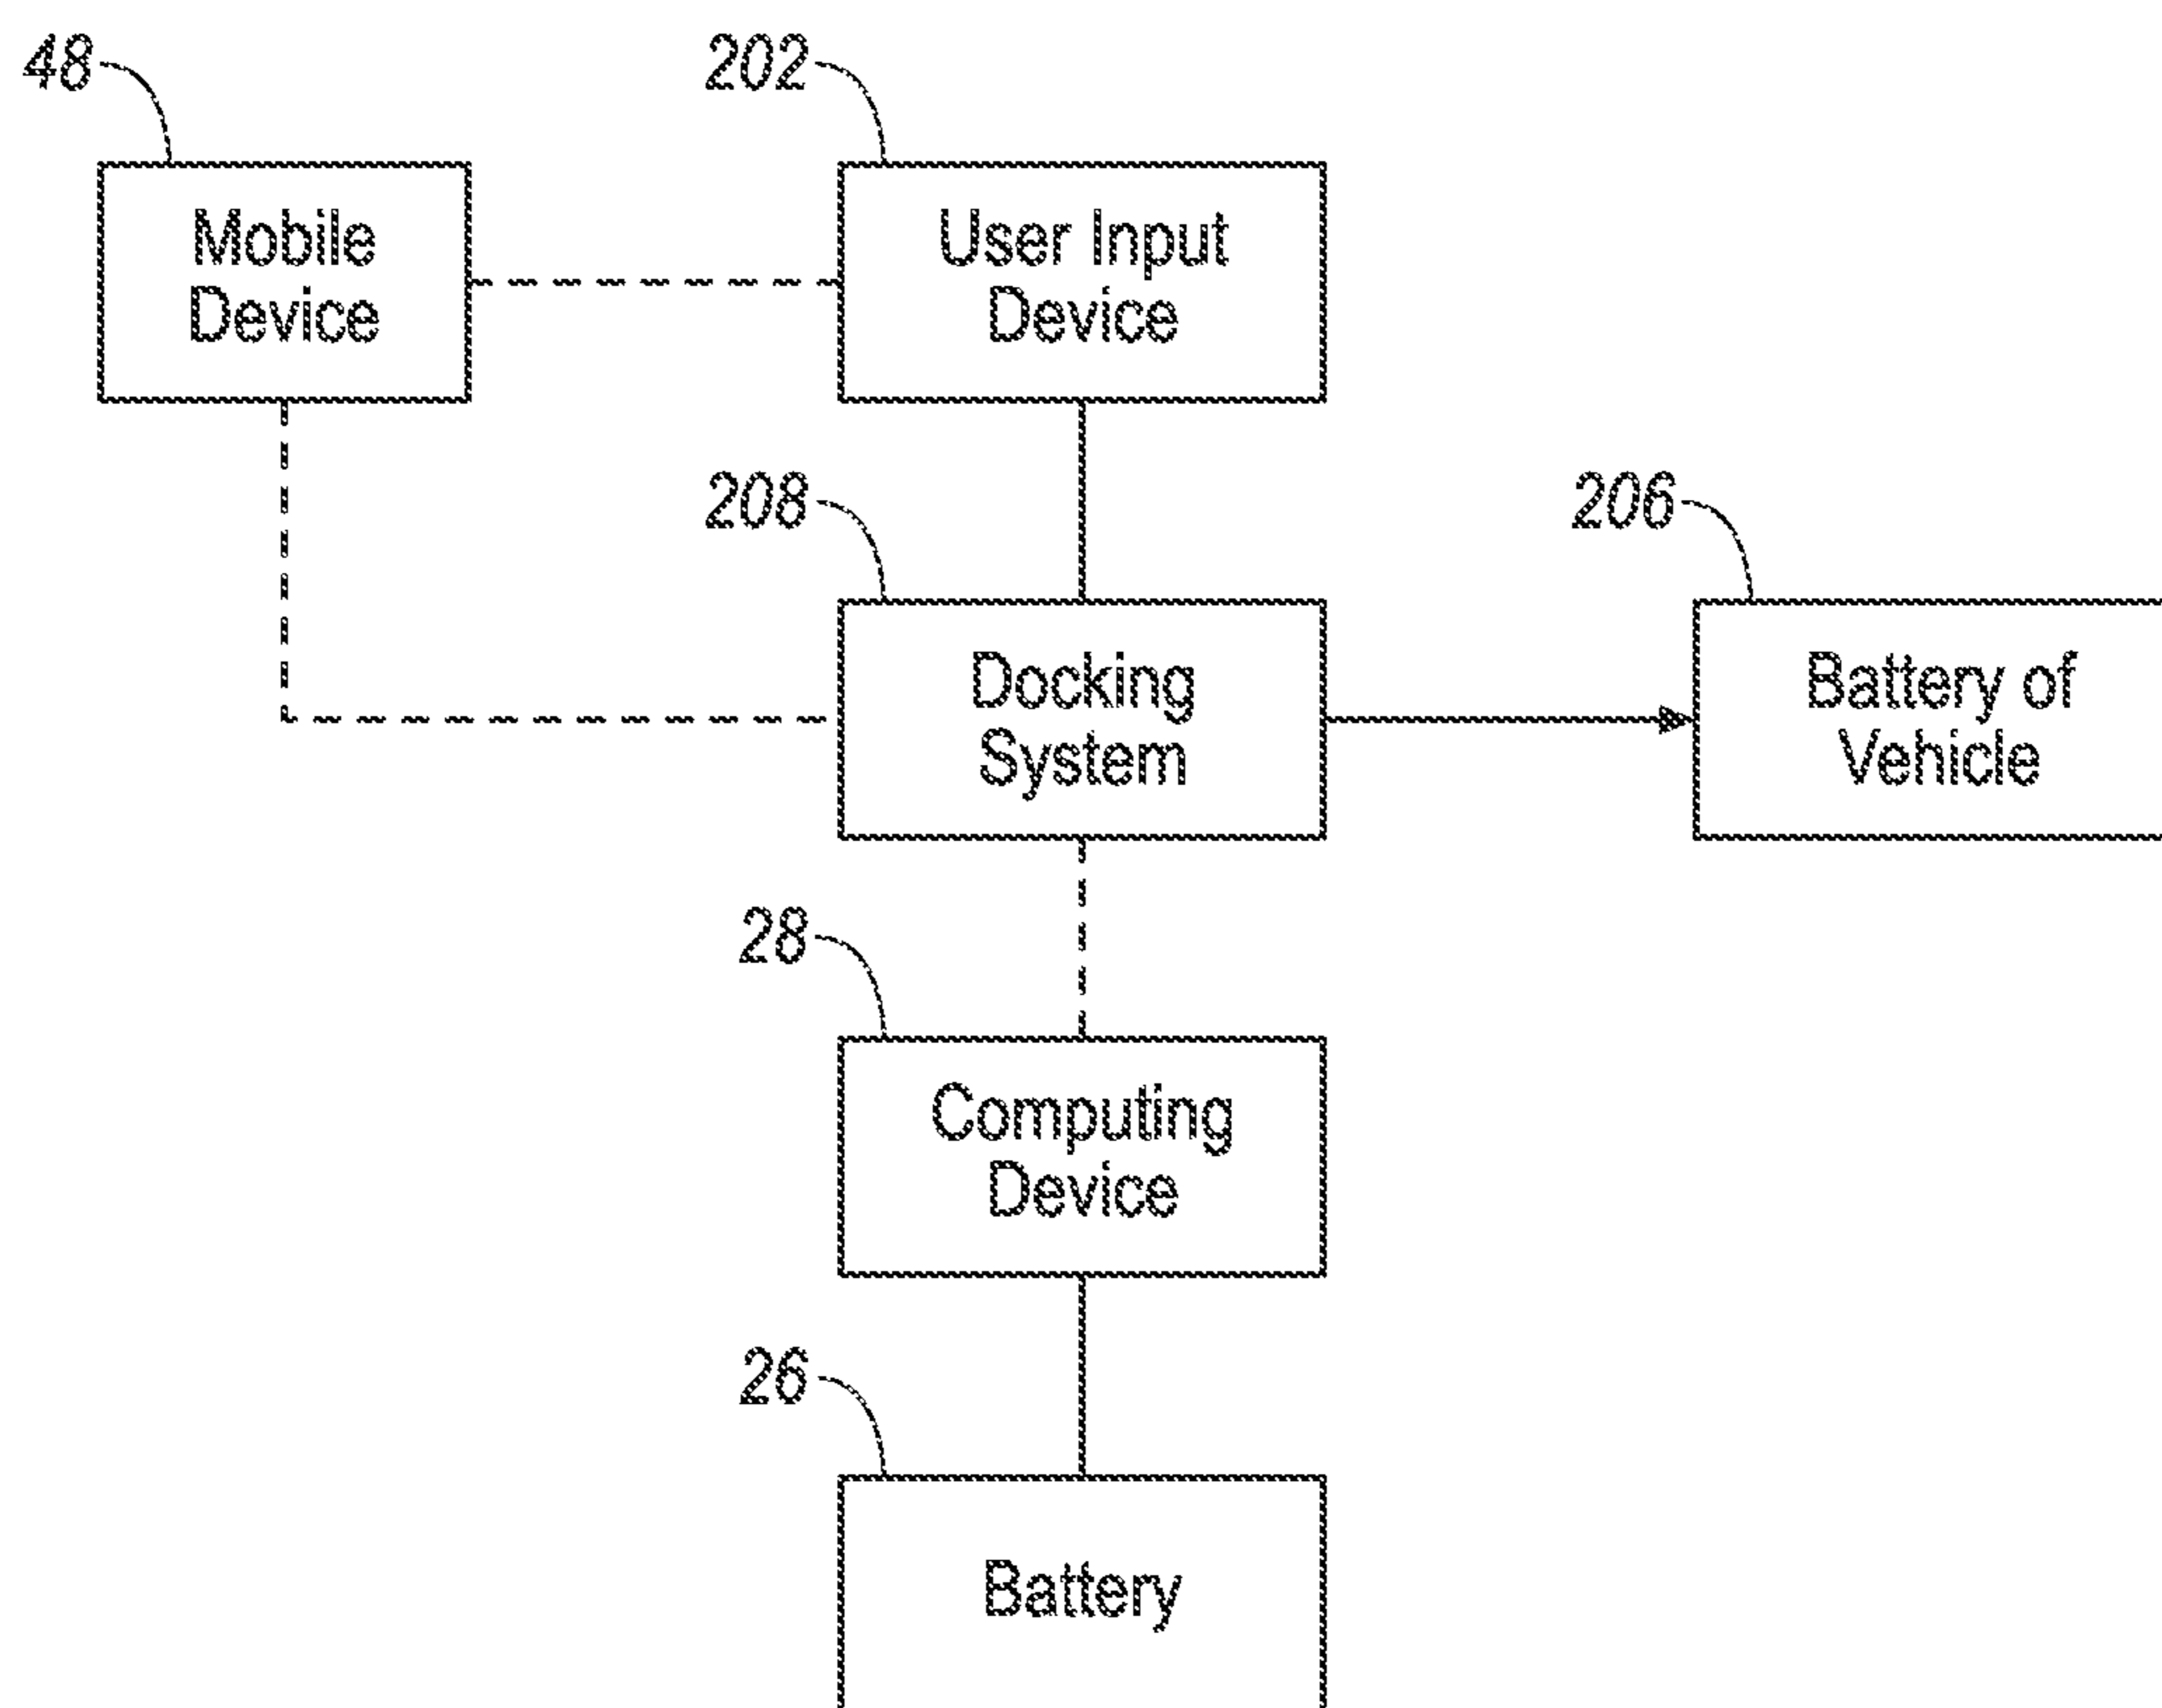 48
202
Mobile
Device
User Input
Device
208
206
Docking
System
Battery of
Vehicle
28
Computing
Device
26
Battery